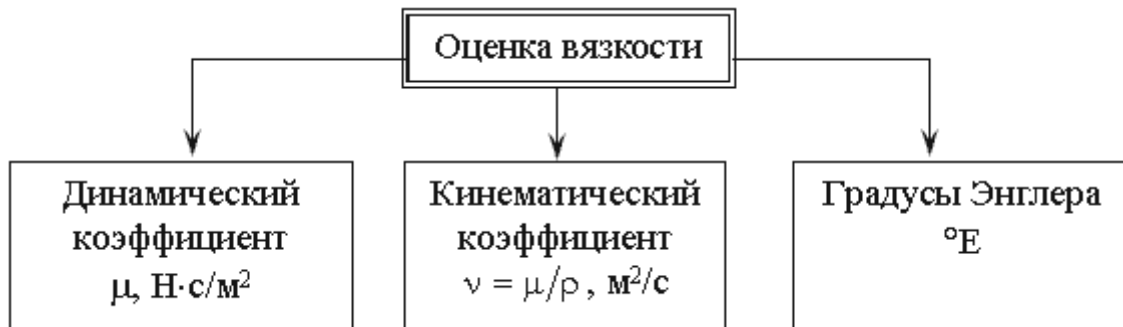 Оценка вязкости
Динамический
коэффициент
μ, Н·с/м²
Кинематический
коэффициент
ν = μ/ρ , м²/с
Градусы Энглера
°E